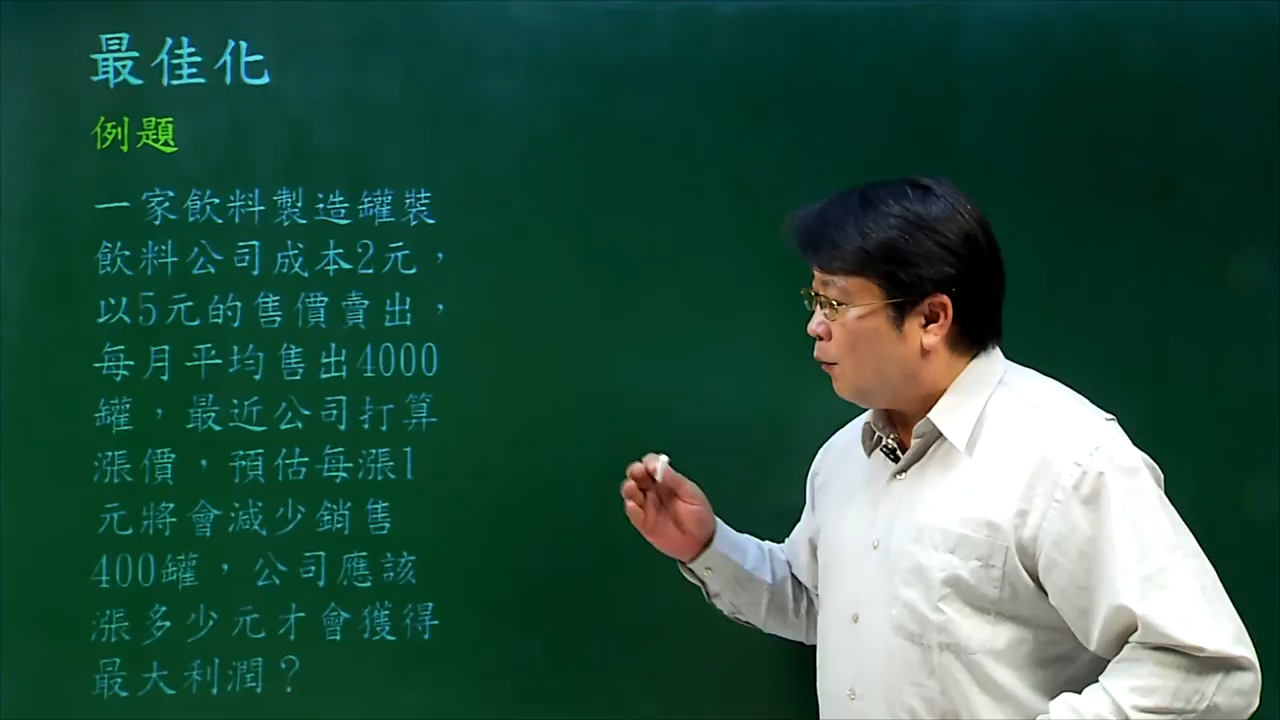 最佳化
例題
一家飲料製造罐裝
飲料公司成本2元，
以5元的售價賣出，
每月平均售出4000
罐，最近公司打算
漲價，預估每漲1
元將會減少銷售
400罐，公司應該
漲多少元才會獲得
最大利潤？